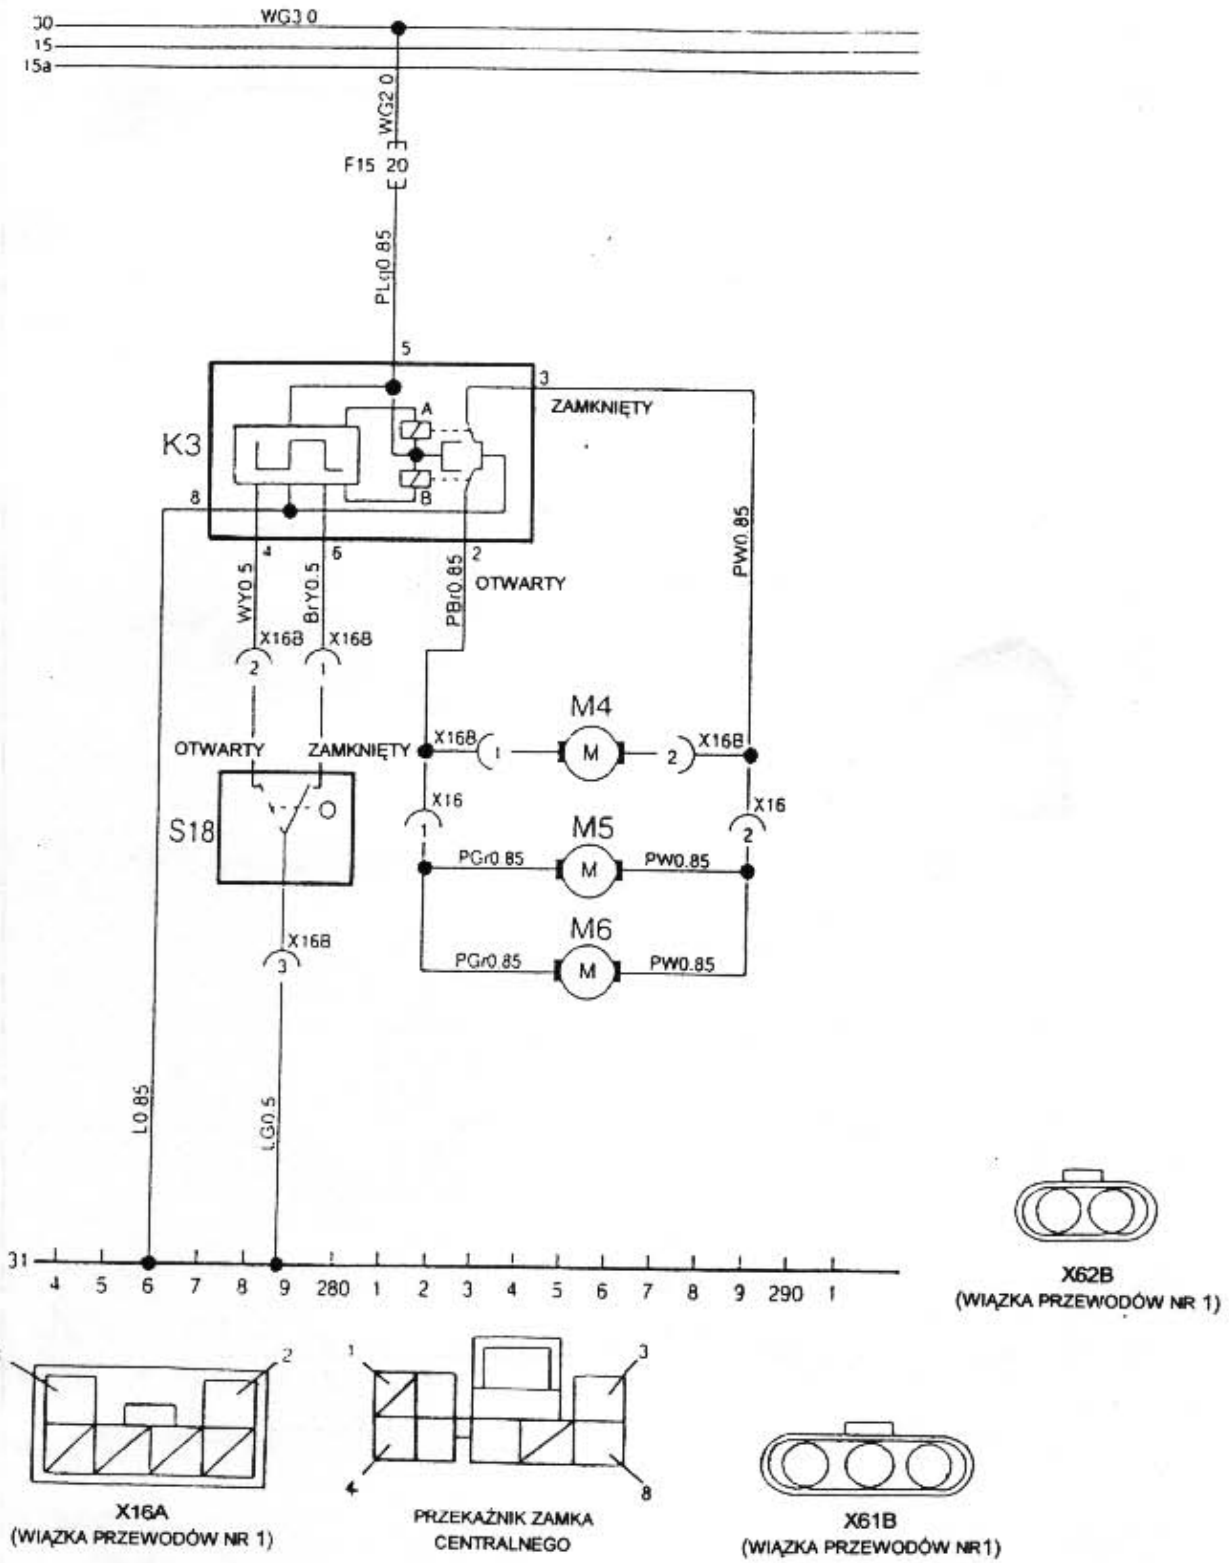 30
WG3 0
15
15a
WG2 0
F15 20
PLg0.85
5
3
ZAMKNIĘTY
A
K3
8
B
4
6
2
OTWARTY
WY0.5
BrY0.5
PBr0.85
PW0.85
X16B
X16B
2
1
M4
OTWARTY
ZAMKNIĘTY
X16B
1
M
2
X16B
X16
X16
S18
1
M5
2
PGr0.85
M
PW0.85
X16B
M6
3
PGr0.85
M
PW0.85
L0.85
LG0.5
31
4 5 6 7 8 9 280 1 2 3 4 5 6 7 8 9 290 1
X62B
(WIĄZKA PRZEWODÓW NR 1)
2
1
3
4
8
X16A
(WIĄZKA PRZEWODÓW NR 1)
PRZEKAŹNIK ZAMKA
CENTRALNEGO
X61B
(WIĄZKA PRZEWODÓW NR1)